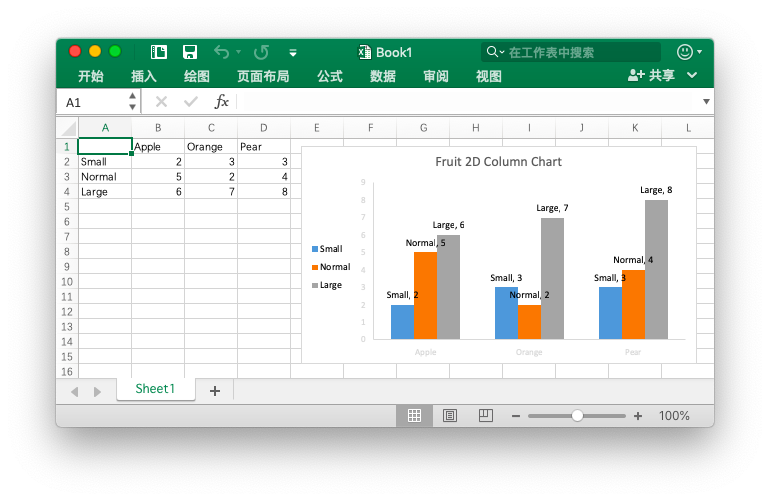 Book1
在工作表中搜索
开始 插入 绘图 页面布局 公式 数据 审阅 视图 共享
A1 fx
A B C D E F G H I J K L
1 Apple Orange Pear
2 Small 2 3 3
3 Normal 5 2 4
4 Large 6 7 8
5
6
7
8
9
10
11
12
13
14
15
16
Fruit 2D Column Chart
9
8
7
6
5
4
3
2
1
0
Small
Normal
Large
Small, 2
Normal, 5
Large, 6
Small, 3
Normal, 2
Large, 7
Small, 3
Normal, 4
Large, 8
Apple Orange Pear
Sheet1
100%